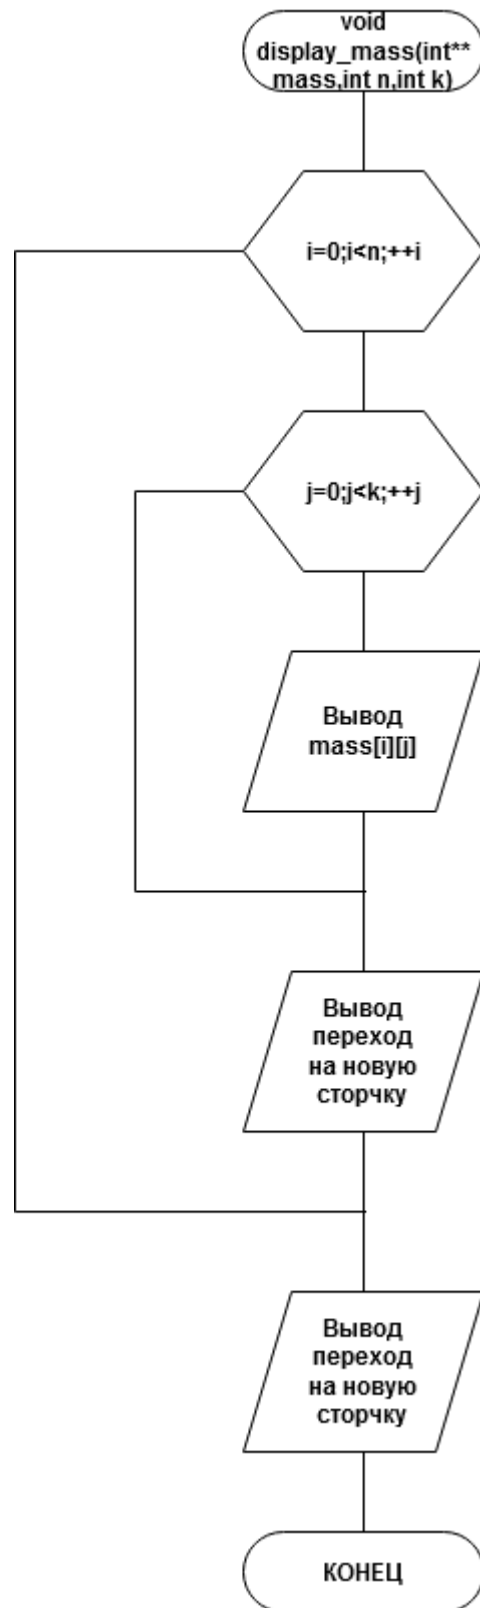 void
display_mass(int**
mass,int n,int k)
i=0;i<n;++i
j=0;j<k;++j
Вывод
mass[i][j]
Вывод
переход
на новую
сторчку
Вывод
переход
на новую
сторчку
КОНЕЦ